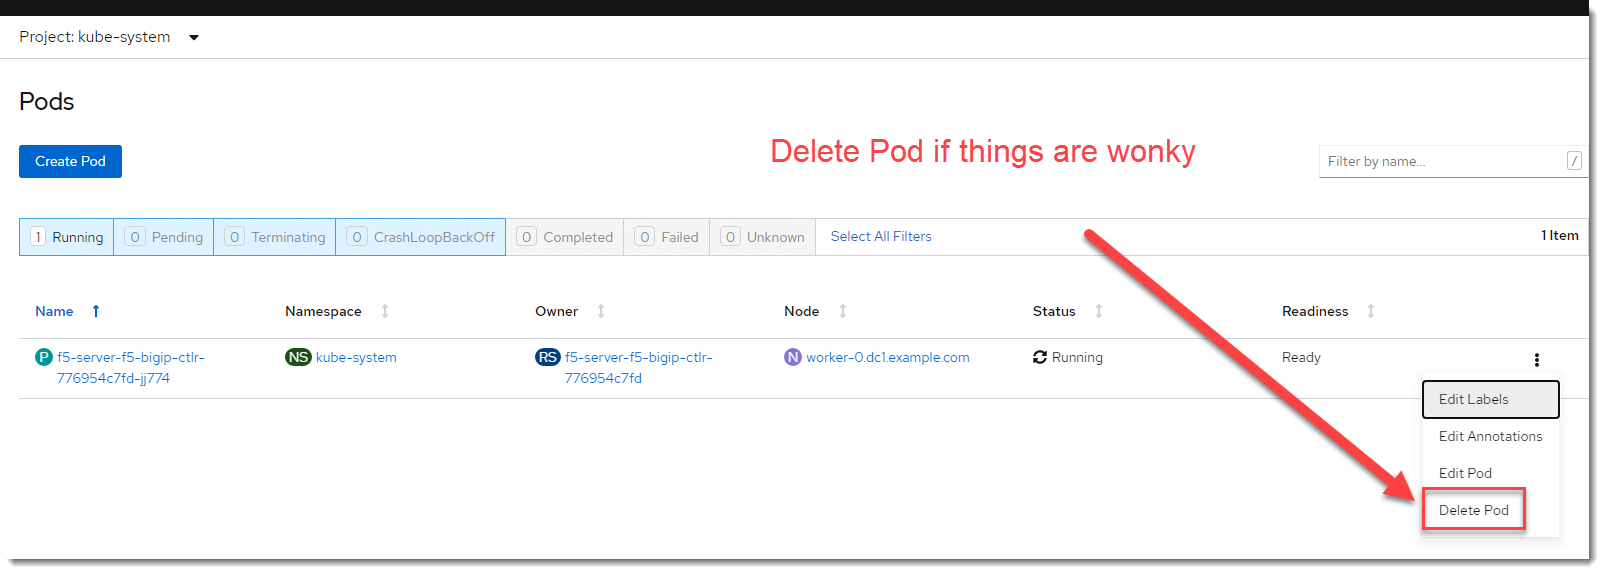 Project: kube-system
Pods
Create Pod
Delete Pod if things are wonky
Filter by name...
/
1 Running
0 Pending
0 Terminating
0 CrashLoopBackOff
0 Completed
0 Failed
0 Unknown
Select All Filters
1 Item
Name
Namespace
Owner
Node
Status
Readiness
P f5-server-f5-bigip-ctlr-
776954c7fd-jj774
NS kube-system
RS f5-server-f5-bigip-ctlr-
776954c7fd
N worker-0.dc1.example.com
Running
Ready
Edit Labels
Edit Annotations
Edit Pod
Delete Pod